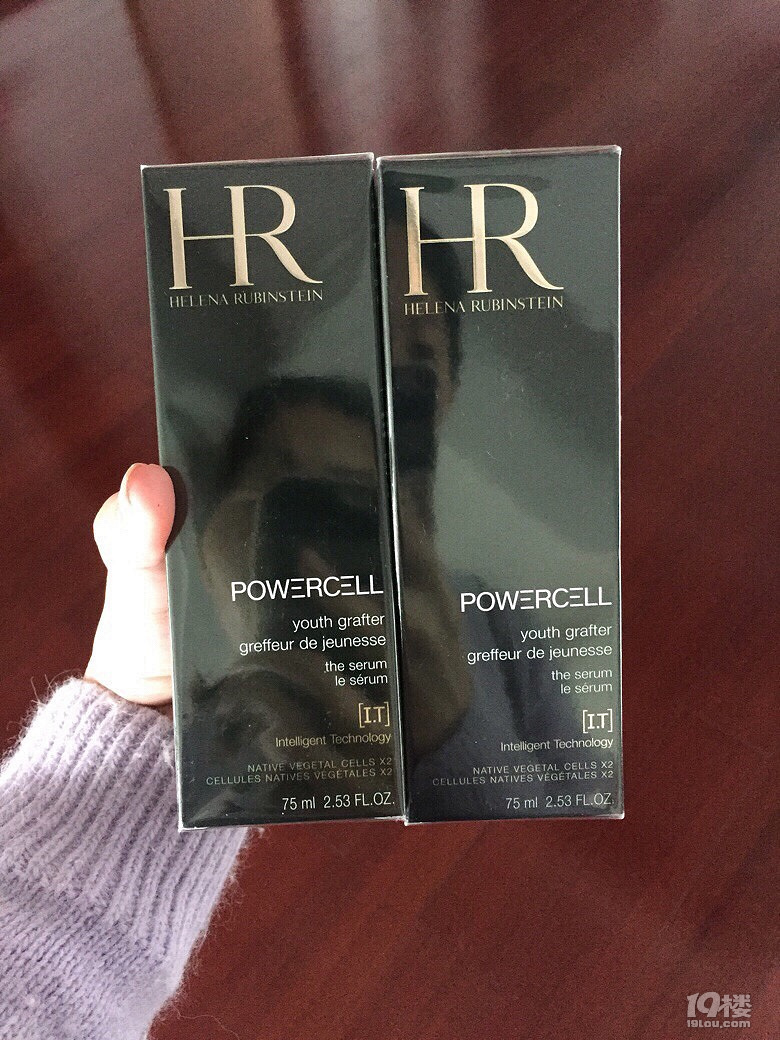 HR
HELENA RUBINSTEIN
POWERCELL
youth grafter
greffeur de jeunesse
the serum
le sérum
[I.T]
Intelligent Technology
NATIVE VEGETAL CELLS X2
CELLULES NATIVES VÉGÉTALES X2
75 ml 2.53 FL.OZ.
HR
HELENA RUBINSTEIN
POWERCELL
youth grafter
greffeur de jeunesse
the serum
le sérum
[I.T]
Intelligent Technology
NATIVE VEGETAL CELLS X2
CELLULES NATIVES VÉGÉTALES X2
75 ml 2.53 FL.OZ.
19楼
19lou.com